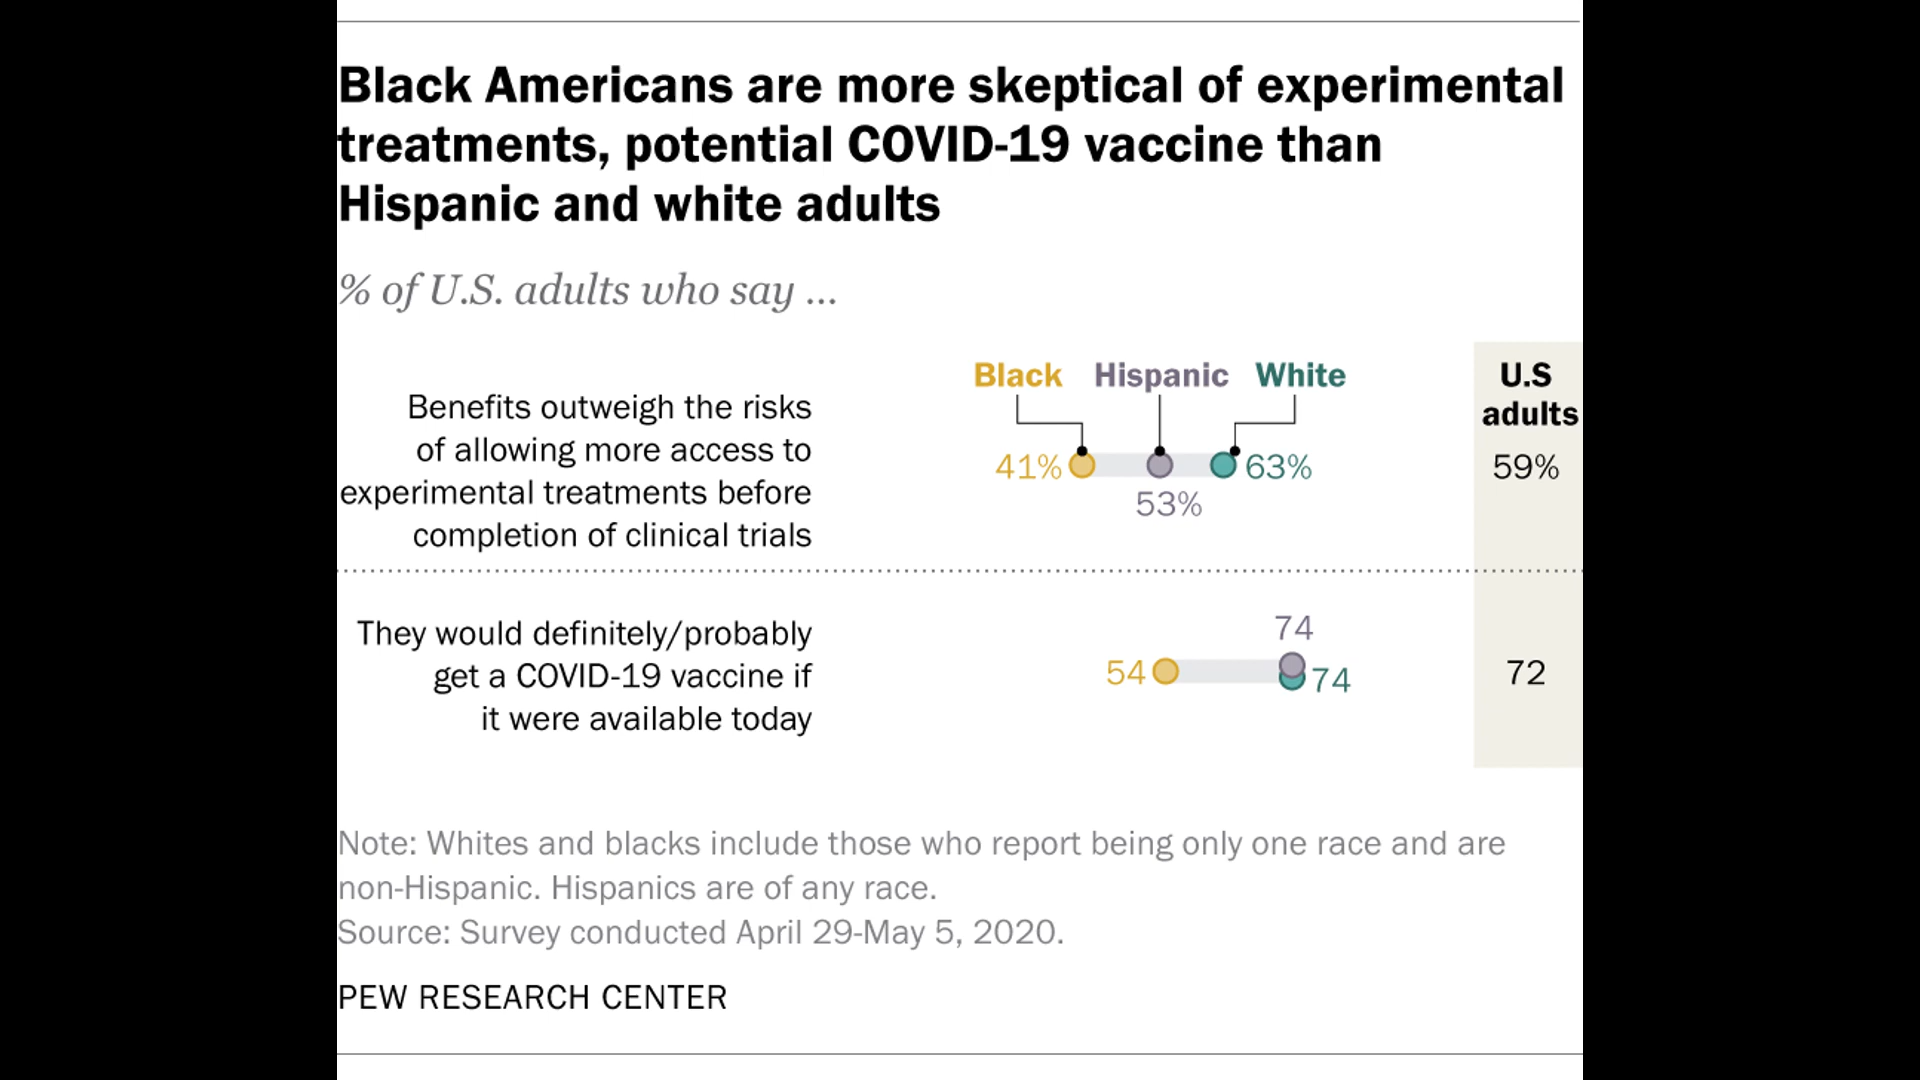 Black Americans are more skeptical of experimental
treatments, potential COVID-19 vaccine than
Hispanic and white adults
% of U.S. adults who say ...
Black Hispanic White
U.S
adults
Benefits outweigh the risks
of allowing more access to
experimental treatments before
completion of clinical trials
41% 63% 59%
53%
They would definitely/probably
get a COVID-19 vaccine if
it were available today
74
54 74 72
Note: Whites and blacks include those who report being only one race and are
non-Hispanic. Hispanics are of any race.
Source: Survey conducted April 29-May 5, 2020.
PEW RESEARCH CENTER